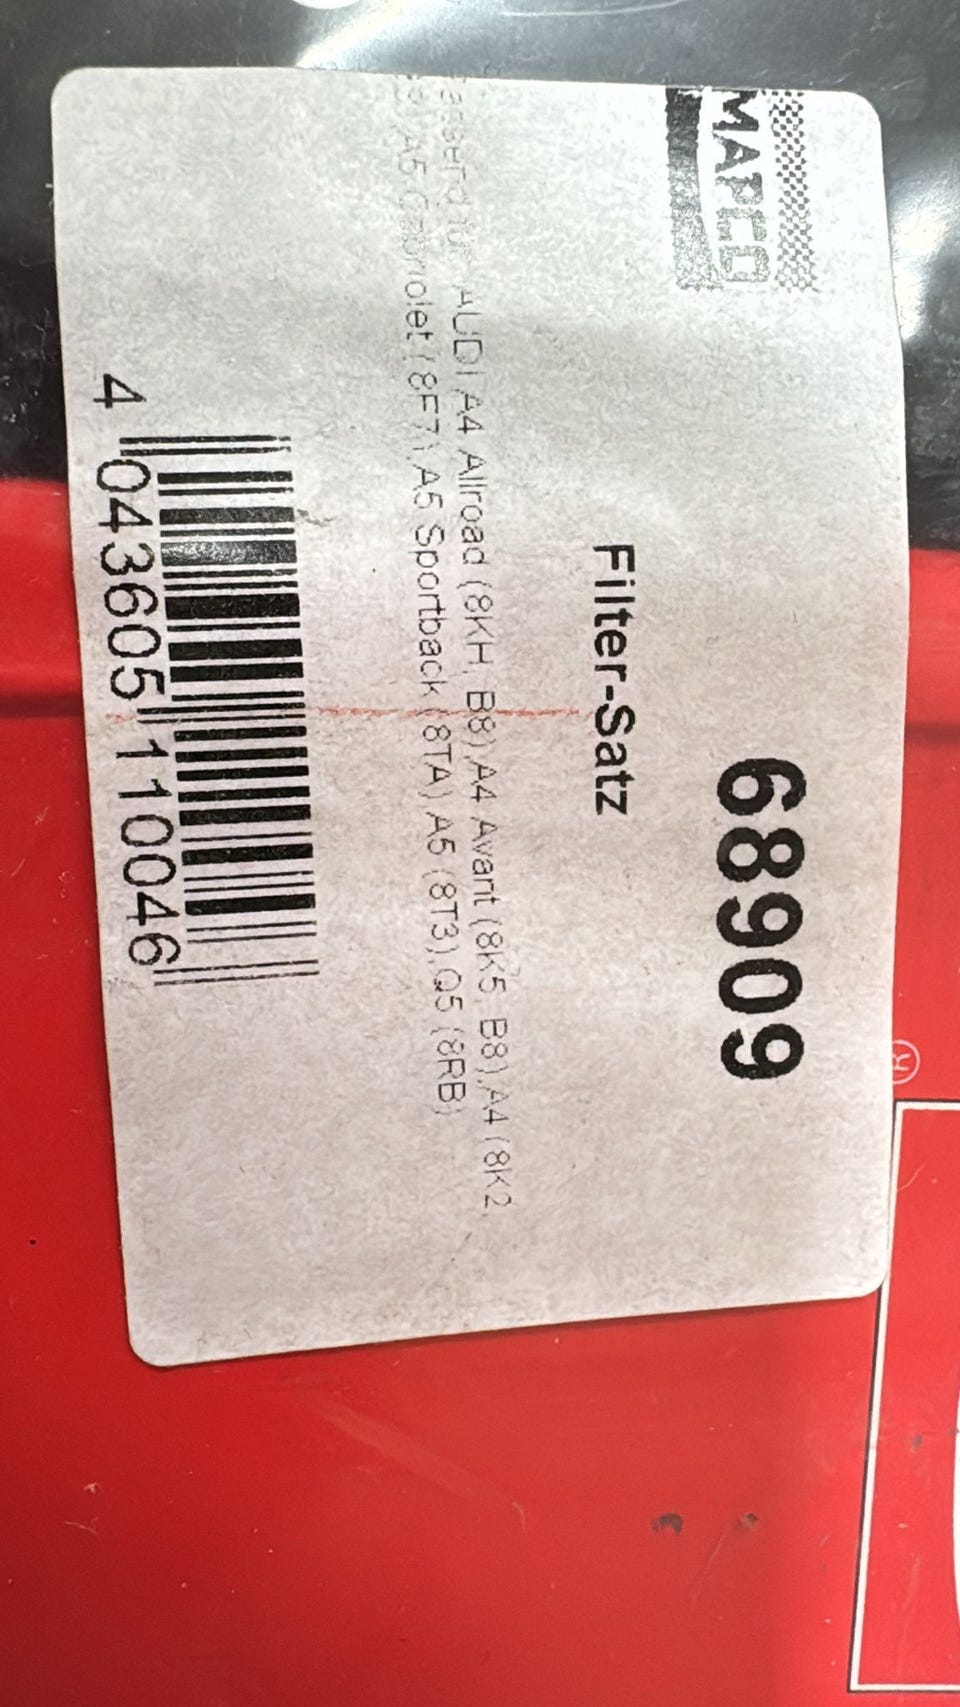 MAPCO
68909
Filter-Satz
AUDI A4 Allroad (8KH, B8),A4 Avant (8K5, B8),A4 (8K2,
A5 Cabriolet (8F7),A5 Sportback (8TA),A5 (8T3),Q5 (8RB)
4 043605 110046
®